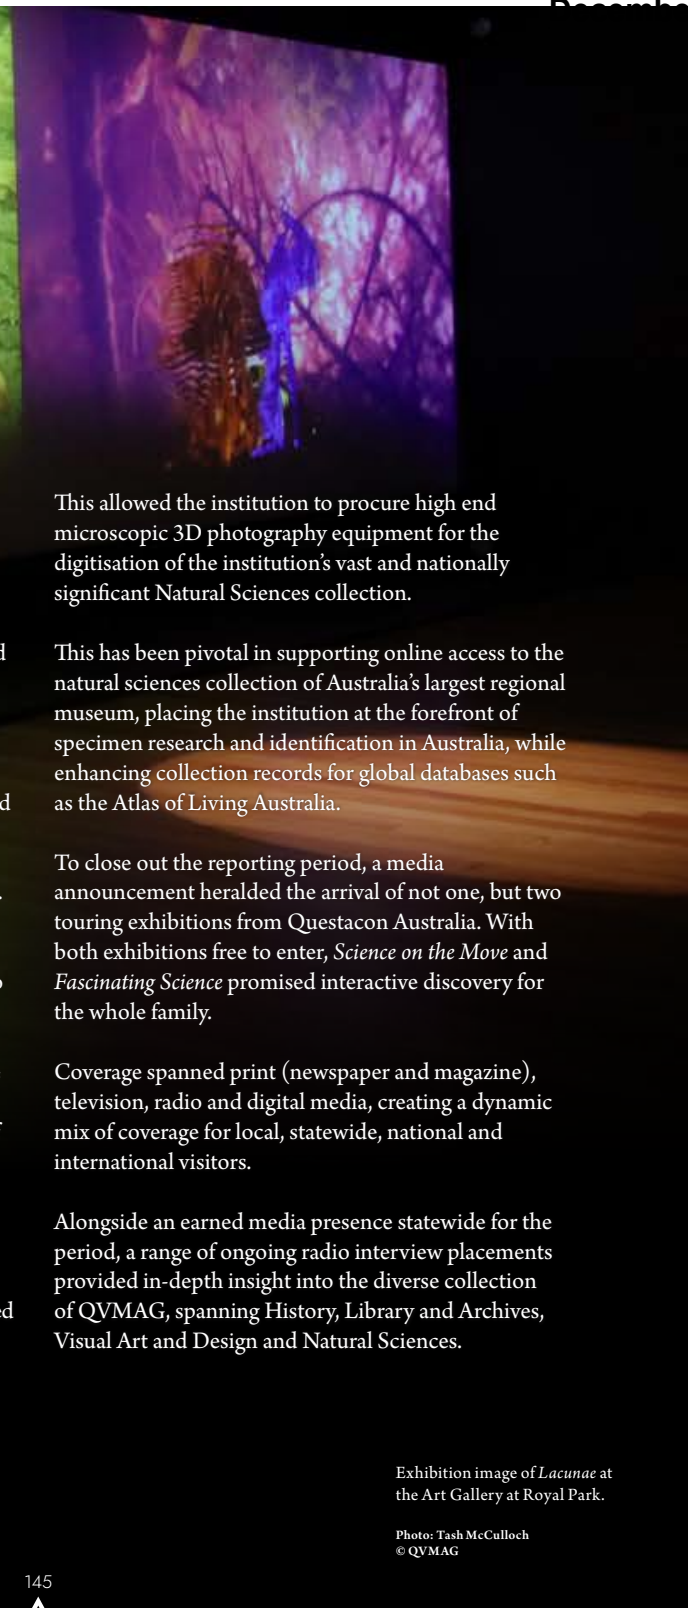 This allowed the institution to procure high end
microscopic 3D photography equipment for the
digitisation of the institution’s vast and nationally
significant Natural Sciences collection.
This has been pivotal in supporting online access to the
natural sciences collection of Australia’s largest regional
museum, placing the institution at the forefront of
specimen research and identification in Australia, while
enhancing collection records for global databases such
as the Atlas of Living Australia.
To close out the reporting period, a media
announcement heralded the arrival of not one, but two
touring exhibitions from Questacon Australia. With
both exhibitions free to enter, Science on the Move and
Fascinating Science promised interactive discovery for
the whole family.
Coverage spanned print (newspaper and magazine),
television, radio and digital media, creating a dynamic
mix of coverage for local, statewide, national and
international visitors.
Alongside an earned media presence statewide for the
period, a range of ongoing radio interview placements
provided in-depth insight into the diverse collection
of QVMAG, spanning History, Library and Archives,
Visual Art and Design and Natural Sciences.
Exhibition image of Lacunae at
the Art Gallery at Royal Park.
Photo: Tash McCulloch
© QVMAG
145